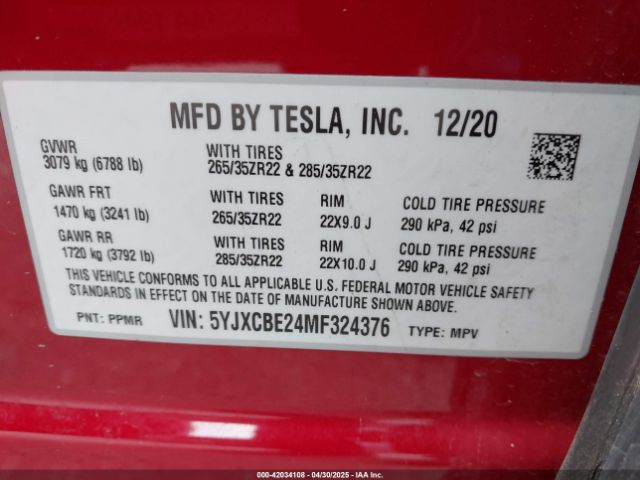 MFD BY TESLA, INC. 12/20
GVWR
3079 kg (6788 lb)
WITH TIRES
265/35ZR22 & 285/35ZR22
GAWR FRT
1470 kg (3241 lb)
WITH TIRES
265/35ZR22
RIM
22X9.0 J
COLD TIRE PRESSURE
290 kPa, 42 psi
GAWR RR
1720 kg (3792 lb)
WITH TIRES
285/35ZR22
RIM
22X10.0 J
COLD TIRE PRESSURE
290 kPa, 42 psi
THIS VEHICLE CONFORMS TO ALL APPLICABLE U.S. FEDERAL MOTOR VEHICLE SAFETY
STANDARDS IN EFFECT ON THE DATE OF MANUFACTURE SHOWN ABOVE.
PNT: PPMR VIN: 5YJXCBE24MF324376 TYPE: MPV
000-42034108 - 04/30/2025 - IAA Inc.